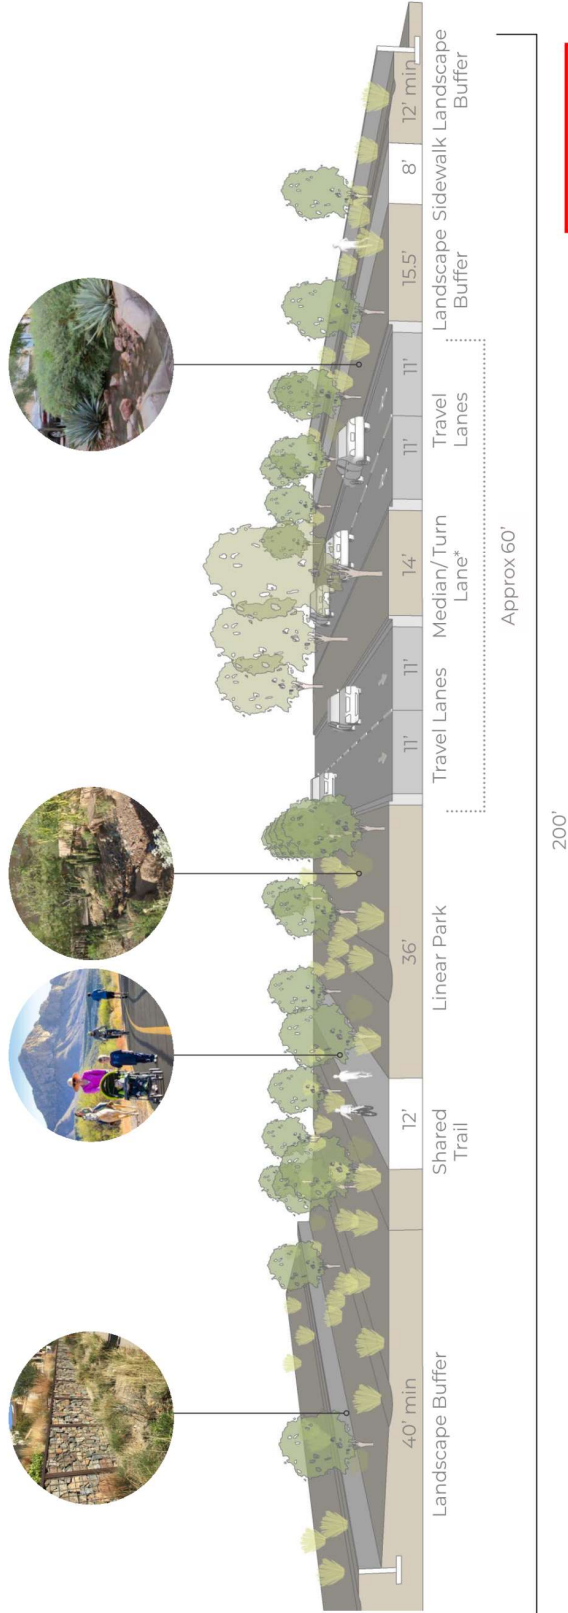 40' min
12'
36'
11'
11'
14'
11'
11'
15.5'
8'
12' min
Landscape Buffer
Shared
Trail
Linear Park
Travel Lanes
Median/ Turn
Lane*
Travel
Lanes
Landscape
Buffer
Sidewalk
Landscape
Buffer
Approx 60'
200'